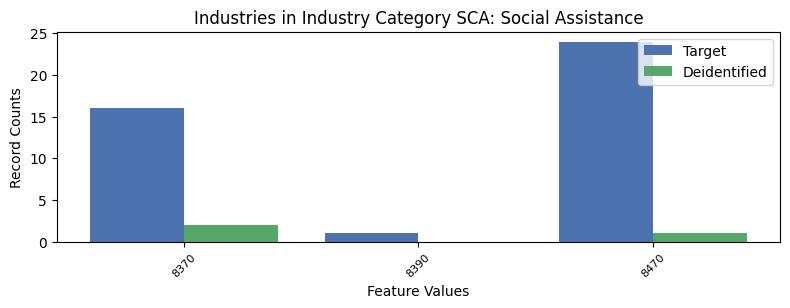 Industries in Industry Category SCA: Social Assistance
25
20
15
10
5
0
Record Counts
Target
Deidentified
8370
8390
8470
Feature Values